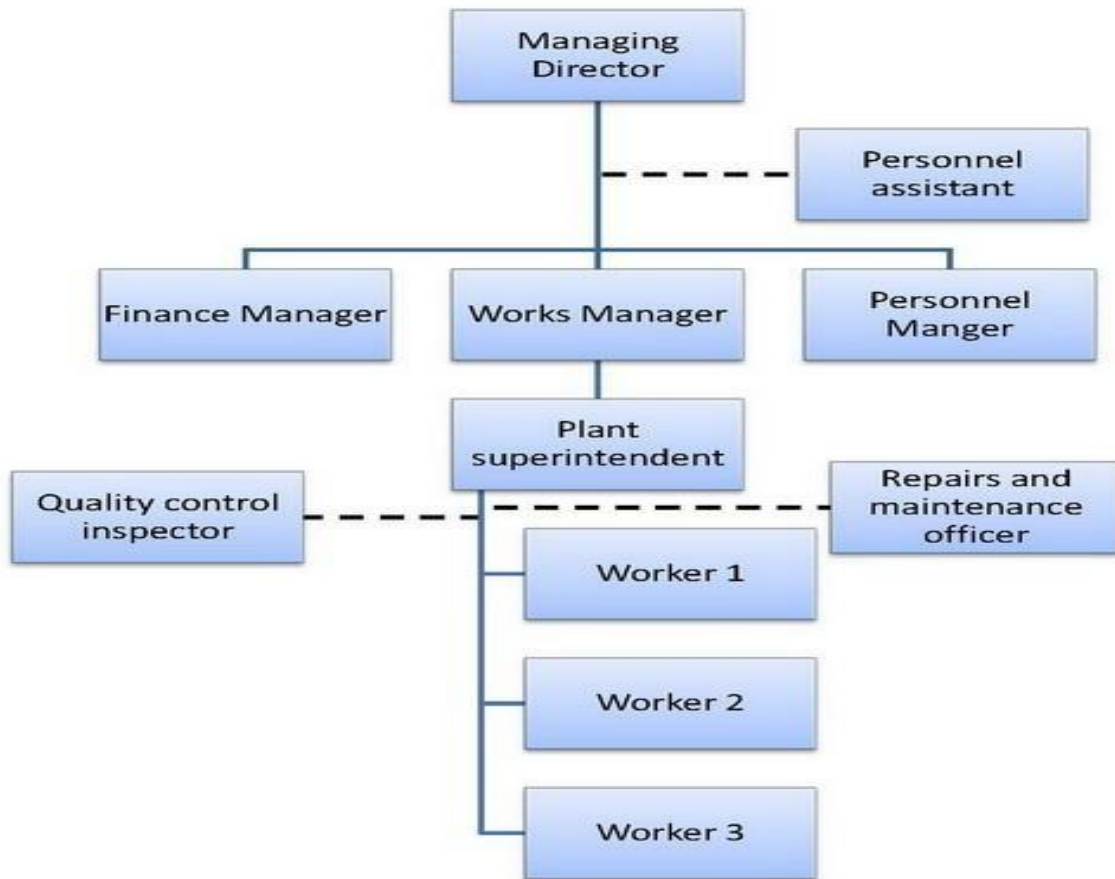 Managing
Director
Personnel
assistant
Finance Manager
Works Manager
Personnel
Manger
Plant
superintendent
Quality control
inspector
Repairs and
maintenance
officer
Worker 1
Worker 2
Worker 3